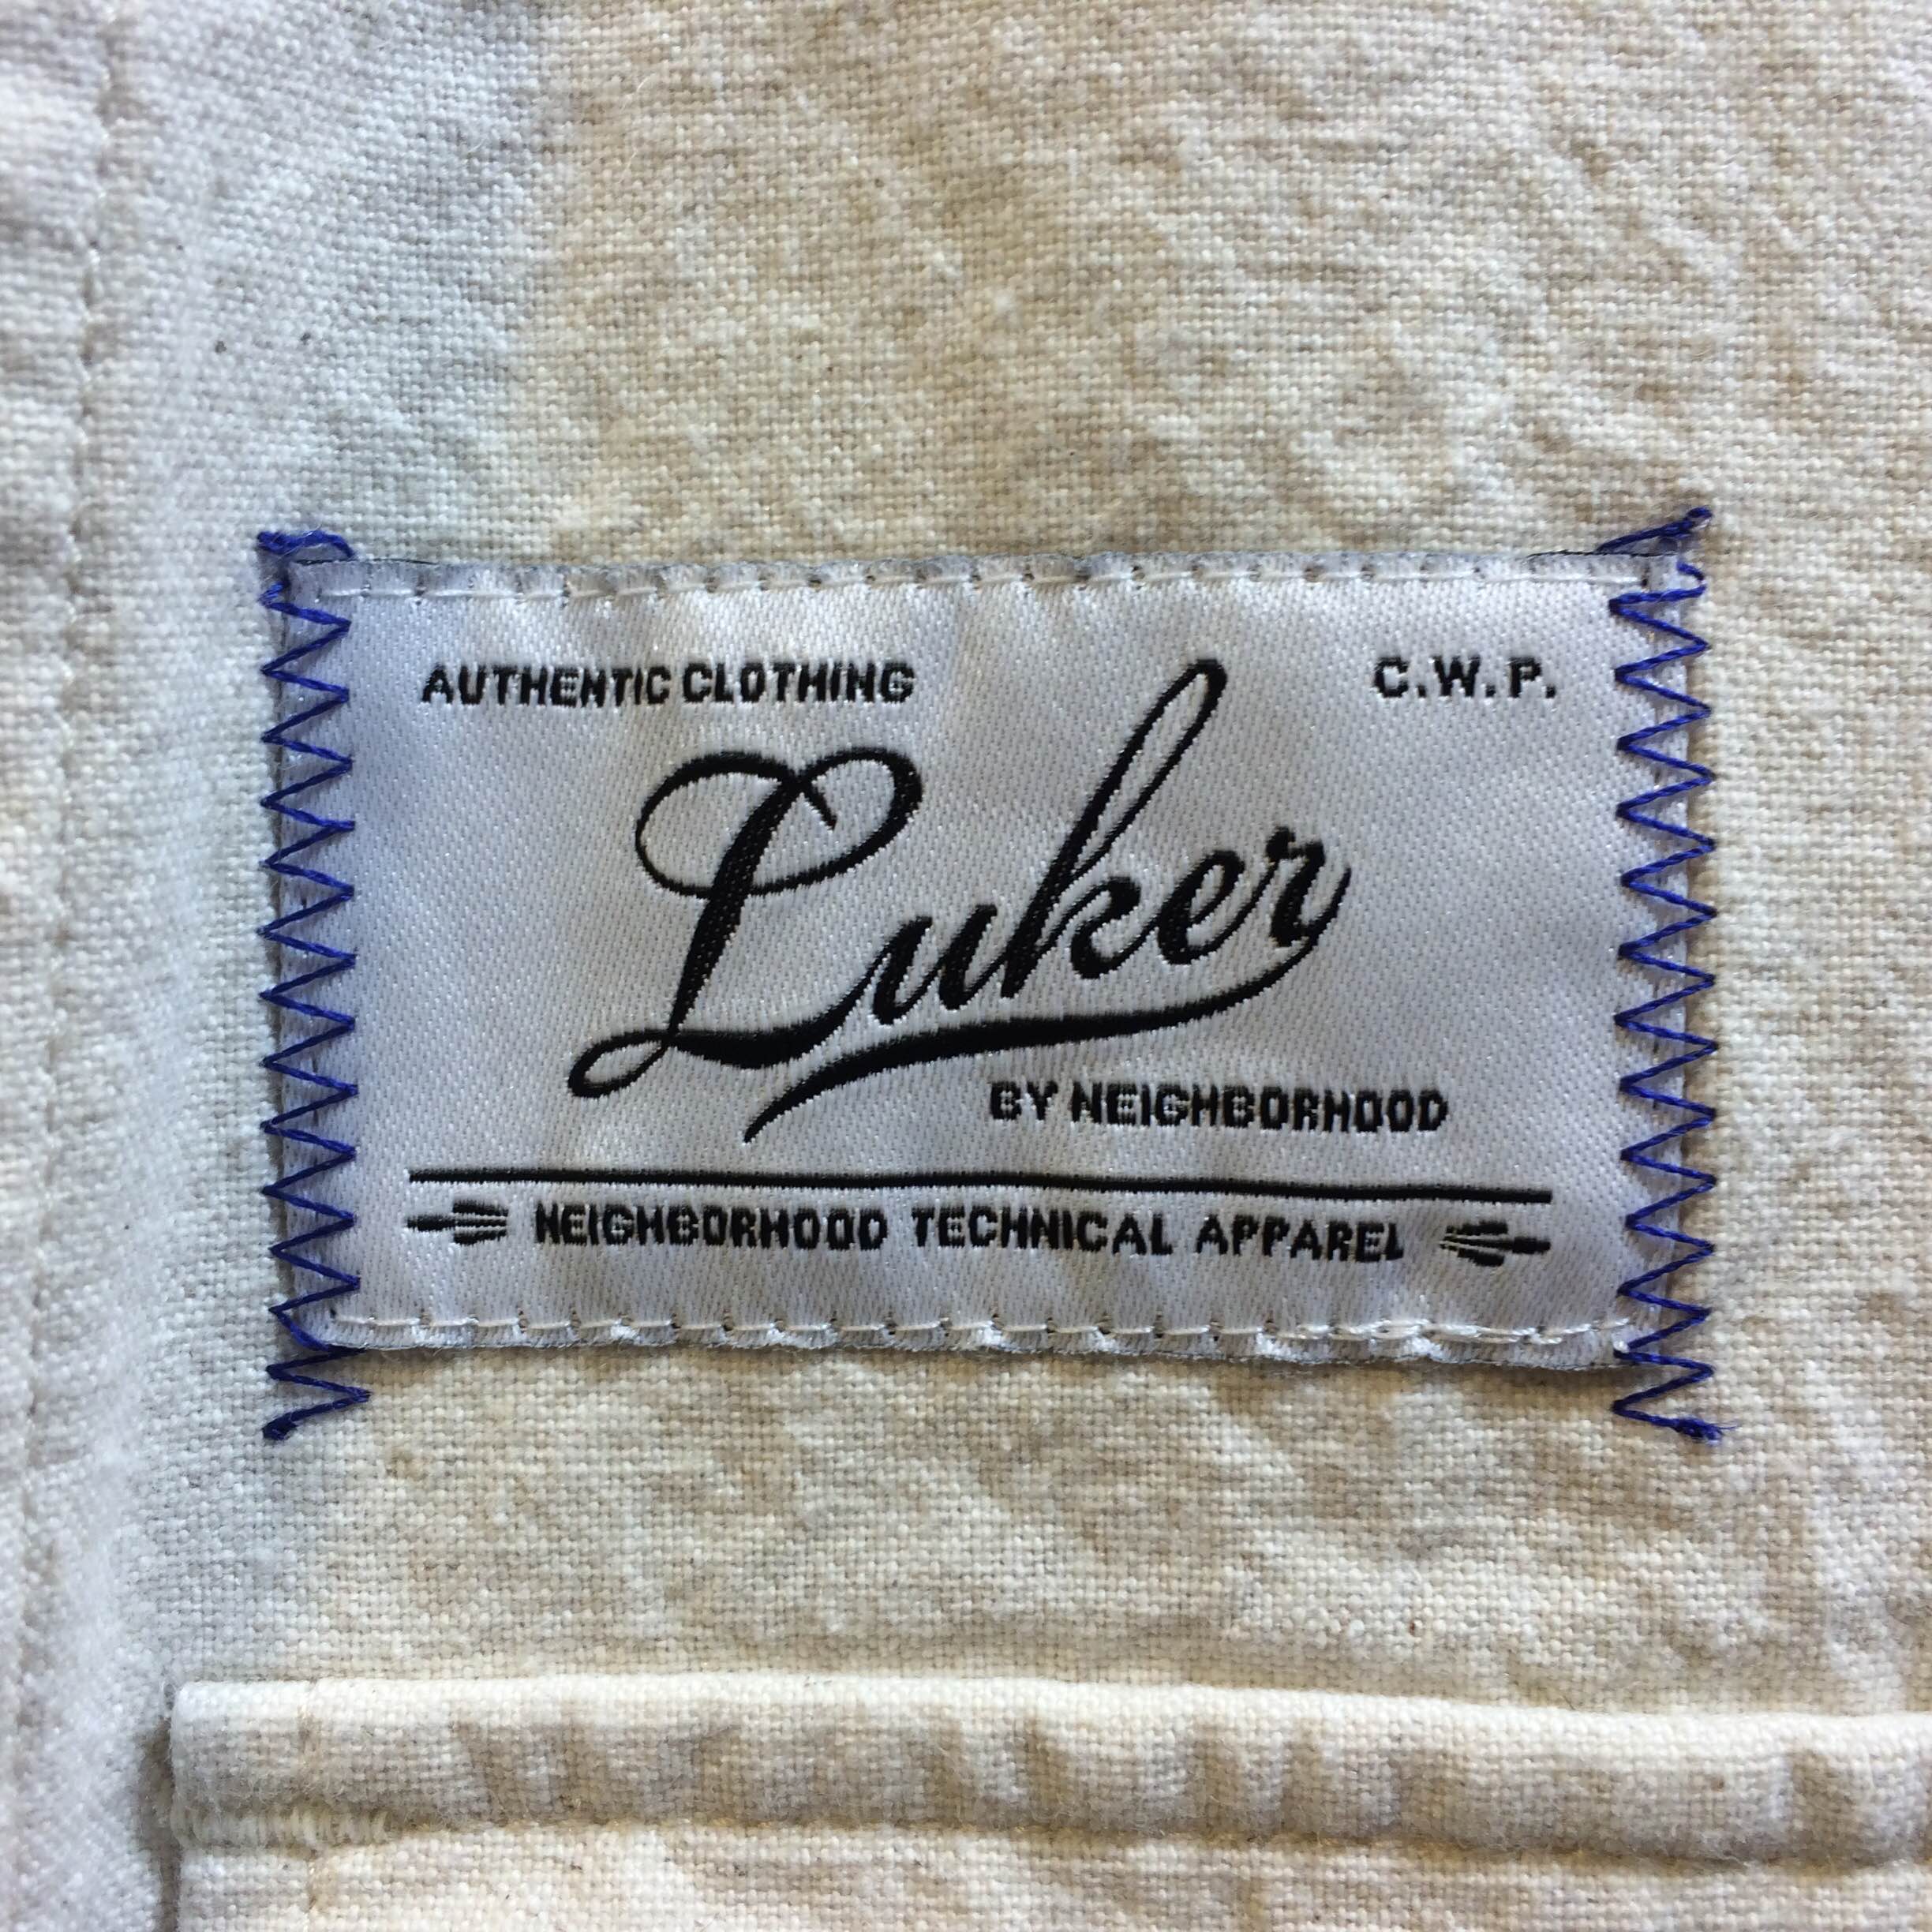 AUTHENTIC CLOTHING C.W.P.
Luker
BY NEIGHBORHOOD
NEIGHBORHOOD TECHNICAL APPAREL